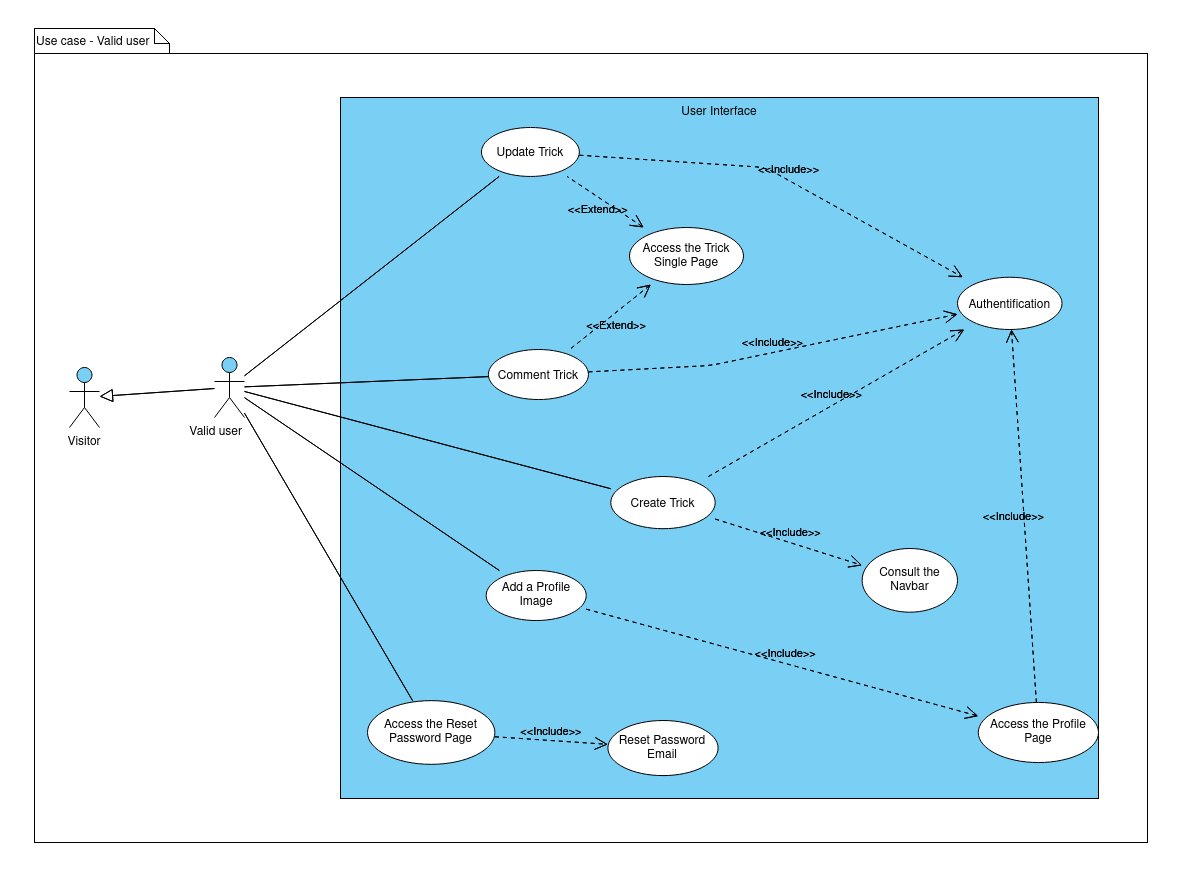 Use case - Valid user
User Interface
Update Trick
<<Include>>
<<Extend>>
Access the Trick
Single Page
Authentification
<<Extend>>
<<Include>>
Comment Trick
<<Include>>
Visitor
Valid user
Create Trick
<<Include>>
<<Include>>
Consult the
Navbar
Add a Profile
Image
<<Include>>
Access the Reset
Password Page
<<Include>>
Reset Password
Email
Access the Profile
Page